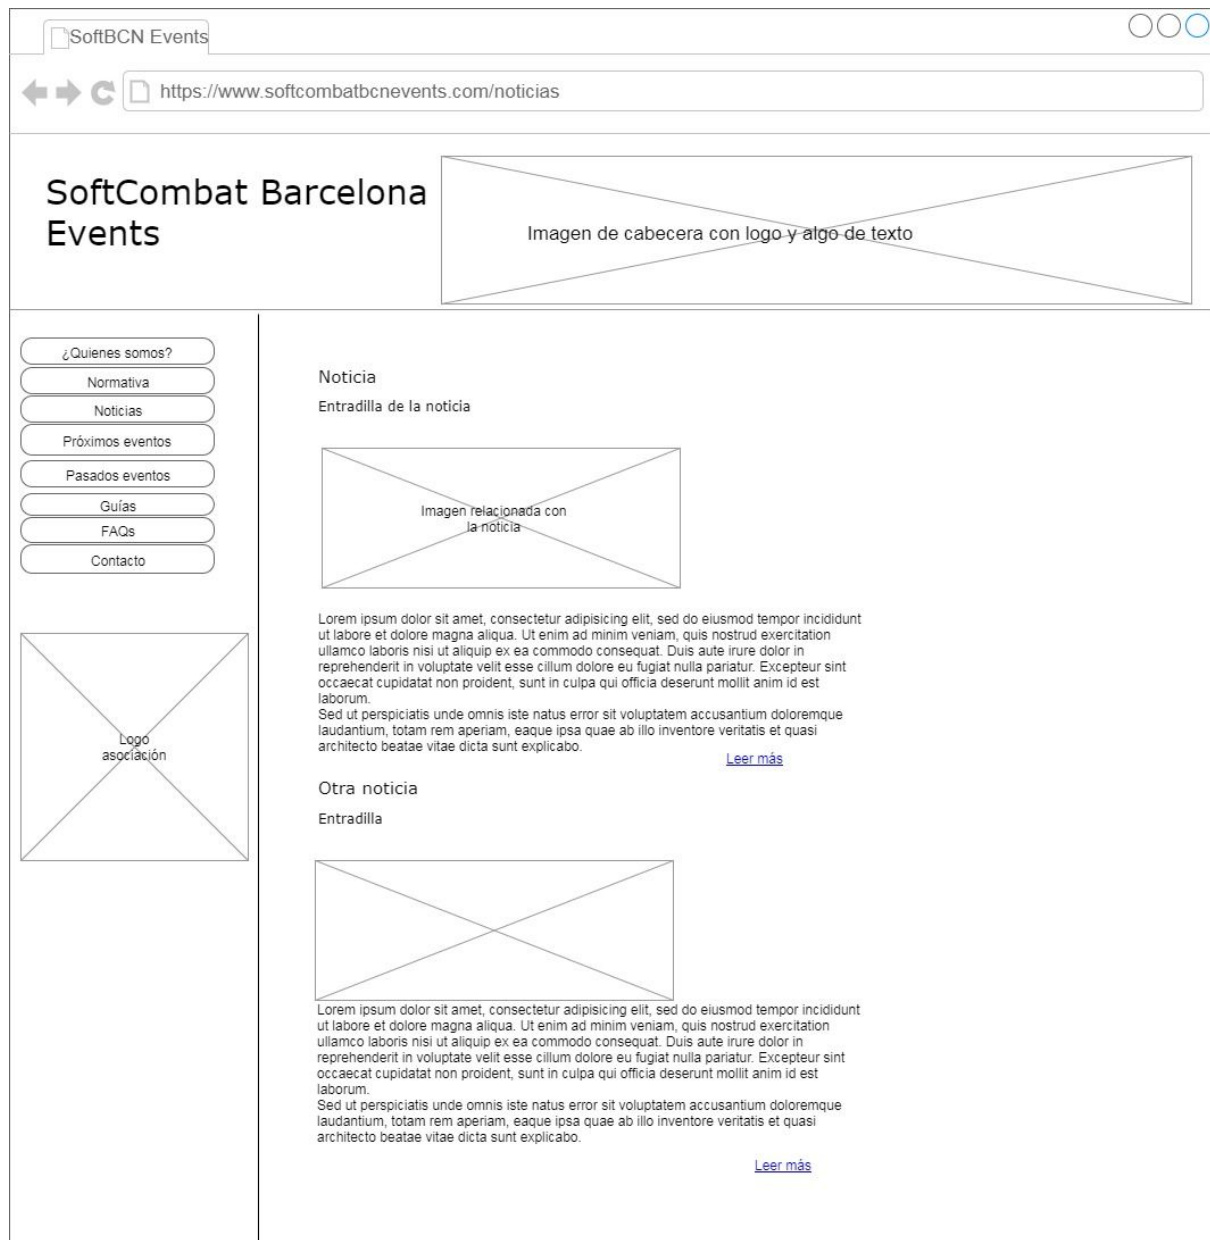 SoftBCN Events
https://www.softcombatbcnevents.com/noticias
SoftCombat Barcelona
Events
Imagen de cabecera con logo y algo de texto
¿Quienes somos?
Normativa
Noticias
Próximos eventos
Pasados eventos
Guías
FAQs
Contacto
Logo
asociación
Noticia
Entradilla de la noticia
Imagen relacionada con
la noticia
Lorem ipsum dolor sit amet, consectetur adipisicing elit, sed do eiusmod tempor incididunt
ut labore et dolore magna aliqua. Ut enim ad minim veniam, quis nostrud exercitation
ullamco laboris nisi ut aliquip ex ea commodo consequat. Duis aute irure dolor in
reprehenderit in voluptate velit esse cillum dolore eu fugiat nulla pariatur. Excepteur sint
occaecat cupidatat non proident, sunt in culpa qui officia deserunt mollit anim id est
laborum.
Sed ut perspiciatis unde omnis iste natus error sit voluptatem accusantium doloremque
laudantium, totam rem aperiam, eaque ipsa quae ab illo inventore veritatis et quasi
architecto beatae vitae dicta sunt explicabo.
Leer más
Otra noticia
Entradilla
Lorem ipsum dolor sit amet, consectetur adipisicing elit, sed do eiusmod tempor incididunt
ut labore et dolore magna aliqua. Ut enim ad minim veniam, quis nostrud exercitation
ullamco laboris nisi ut aliquip ex ea commodo consequat. Duis aute irure dolor in
reprehenderit in voluptate velit esse cillum dolore eu fugiat nulla pariatur. Excepteur sint
occaecat cupidatat non proident, sunt in culpa qui officia deserunt mollit anim id est
laborum.
Sed ut perspiciatis unde omnis iste natus error sit voluptatem accusantium doloremque
laudantium, totam rem aperiam, eaque ipsa quae ab illo inventore veritatis et quasi
architecto beatae vitae dicta sunt explicabo.
Leer más